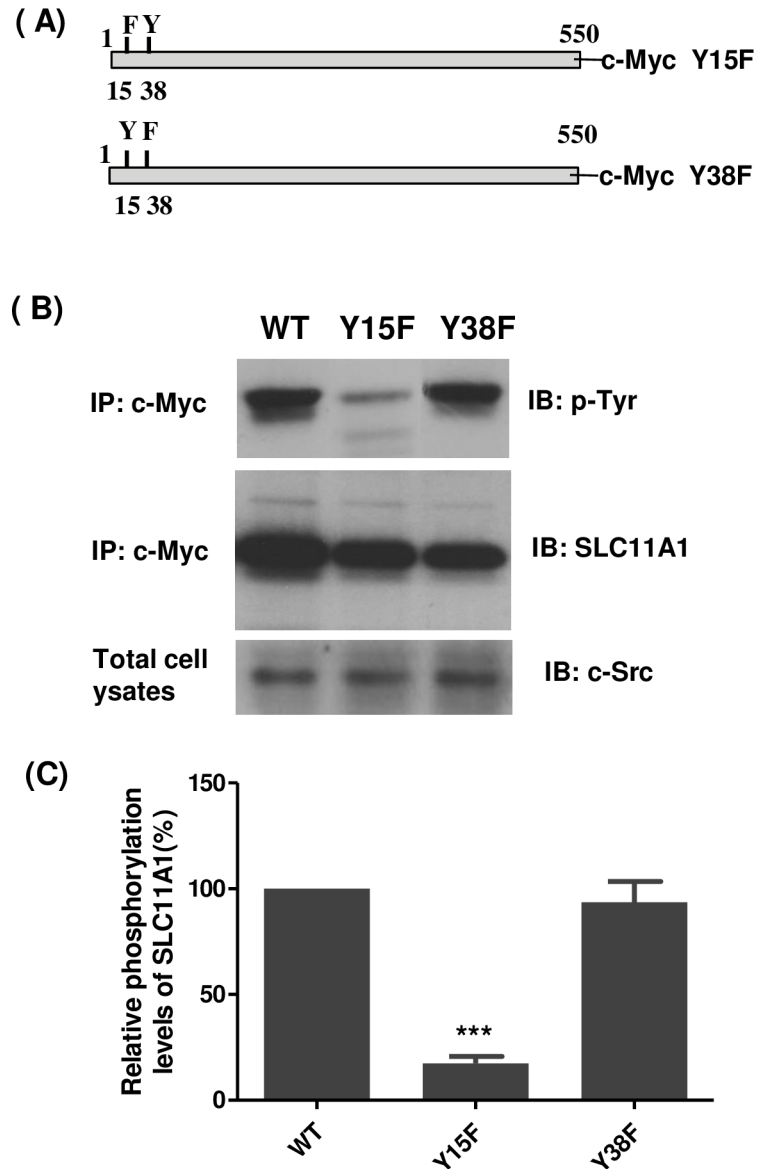 ( A)
F Y
1 550
c-Myc Y15F
15 38
Y F
1 550
c-Myc Y38F
15 38
( B)
WT Y15F Y38F
IP: c-Myc IB: p-Tyr
IP: c-Myc IB: SLC11A1
Total cell
ysates
IB: c-Src
(C)
Relative phosphorylation
levels of SLC11A1(%)
150
100
50
0
***
WT Y15F Y38F